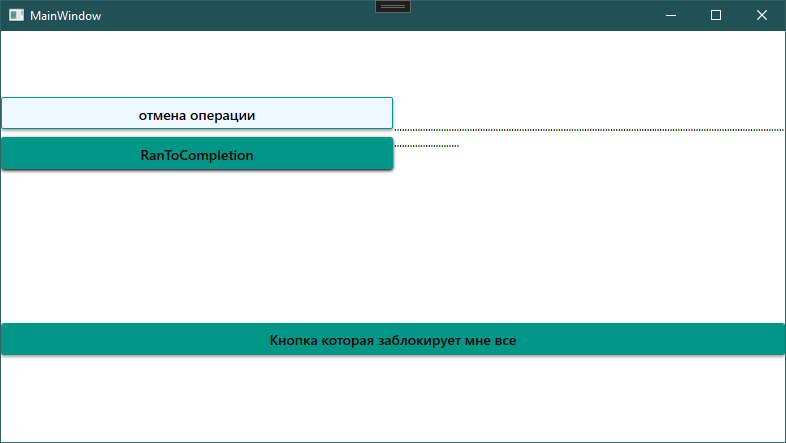 MainWindow
отмена операции
RanToCompletion
Кнопка которая заблокирует мне все